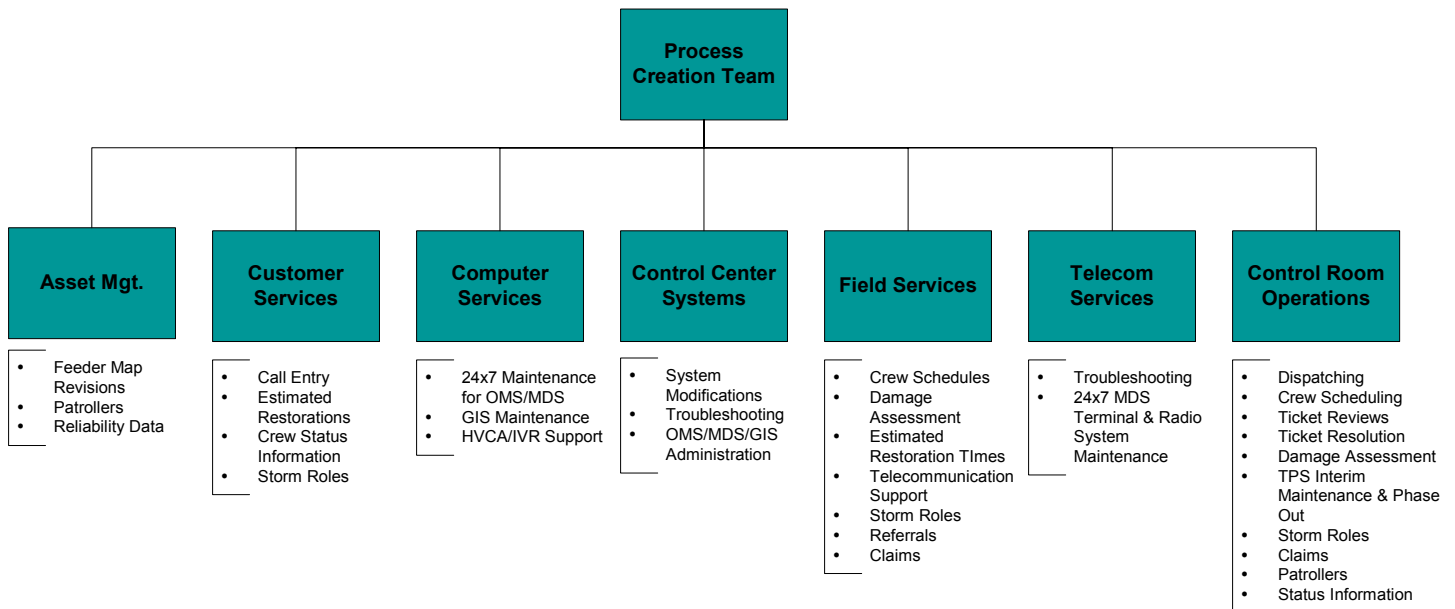 Process
Creation Team
Asset Mgt.
Customer
Services
Computer
Services
Control Center
Systems
Field Services
Telecom
Services
Control Room
Operations
• Feeder Map
Revisions
• Patrollers
• Reliability Data
• Call Entry
• Estimated
Restorations
• Crew Status
Information
• Storm Roles
• 24x7 Maintenance
for OMS/MDS
• GIS Maintenance
• HVCA/IVR Support
• System
Modifications
• Troubleshooting
• OMS/MDS/GIS
Administration
• Crew Schedules
• Damage
Assessment
• Estimated
Restoration TImes
• Telecommunication
Support
• Storm Roles
• Referrals
• Claims
• Troubleshooting
• 24x7 MDS
Terminal & Radio
System
Maintenance
• Dispatching
• Crew Scheduling
• Ticket Reviews
• Ticket Resolution
• Damage Assessment
• TPS Interim
Maintenance & Phase
Out
• Storm Roles
• Claims
• Patrollers
• Status Information